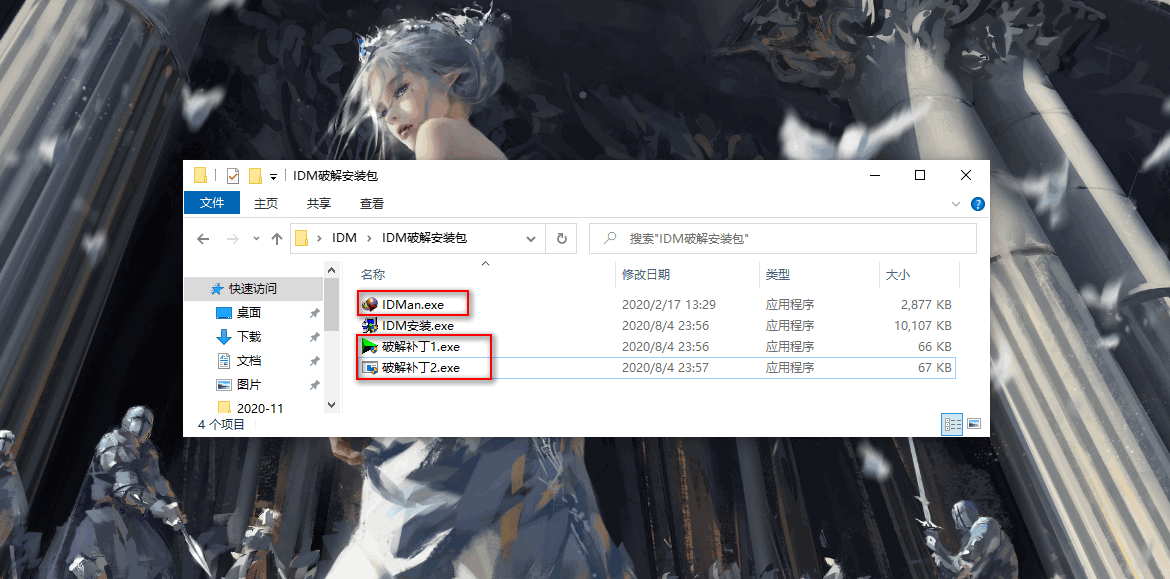 IDM破解安装包
文件 主页 共享 查看
IDM IDM破解安装包 搜索"IDM破解安装包"
名称 修改日期 类型 大小
快速访问
桌面
下载
文档
图片
2020-11
IDMan.exe 2020/2/17 13:29 应用程序 2,877 KB
IDM安装.exe 2020/8/4 23:56 应用程序 10,107 KB
破解补丁1.exe 2020/8/4 23:56 应用程序 66 KB
破解补丁2.exe 2020/8/4 23:57 应用程序 67 KB
4 个项目